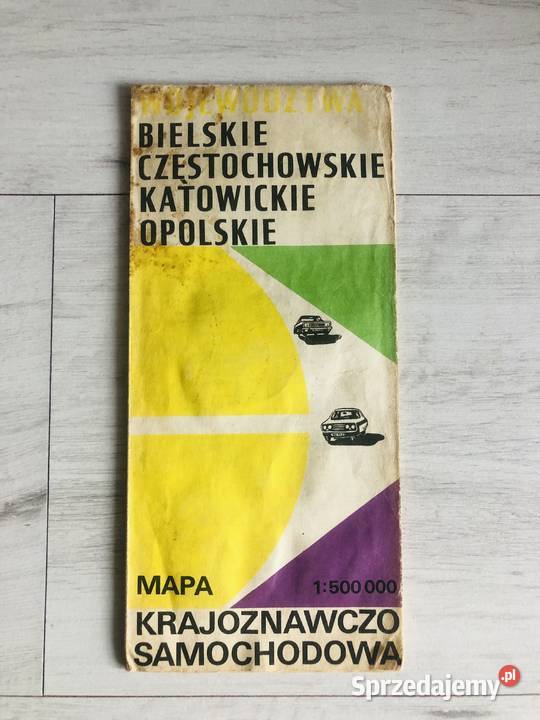 WOJEWÓDZTWA
BIELSKIE
CZĘSTOCHOWSKIE
KATOWICKIE
OPOLSKIE
MAPA 1:500 000
KRAJOZNAWCZO
SAMOCHODOWA
Sprzedajemy.pl